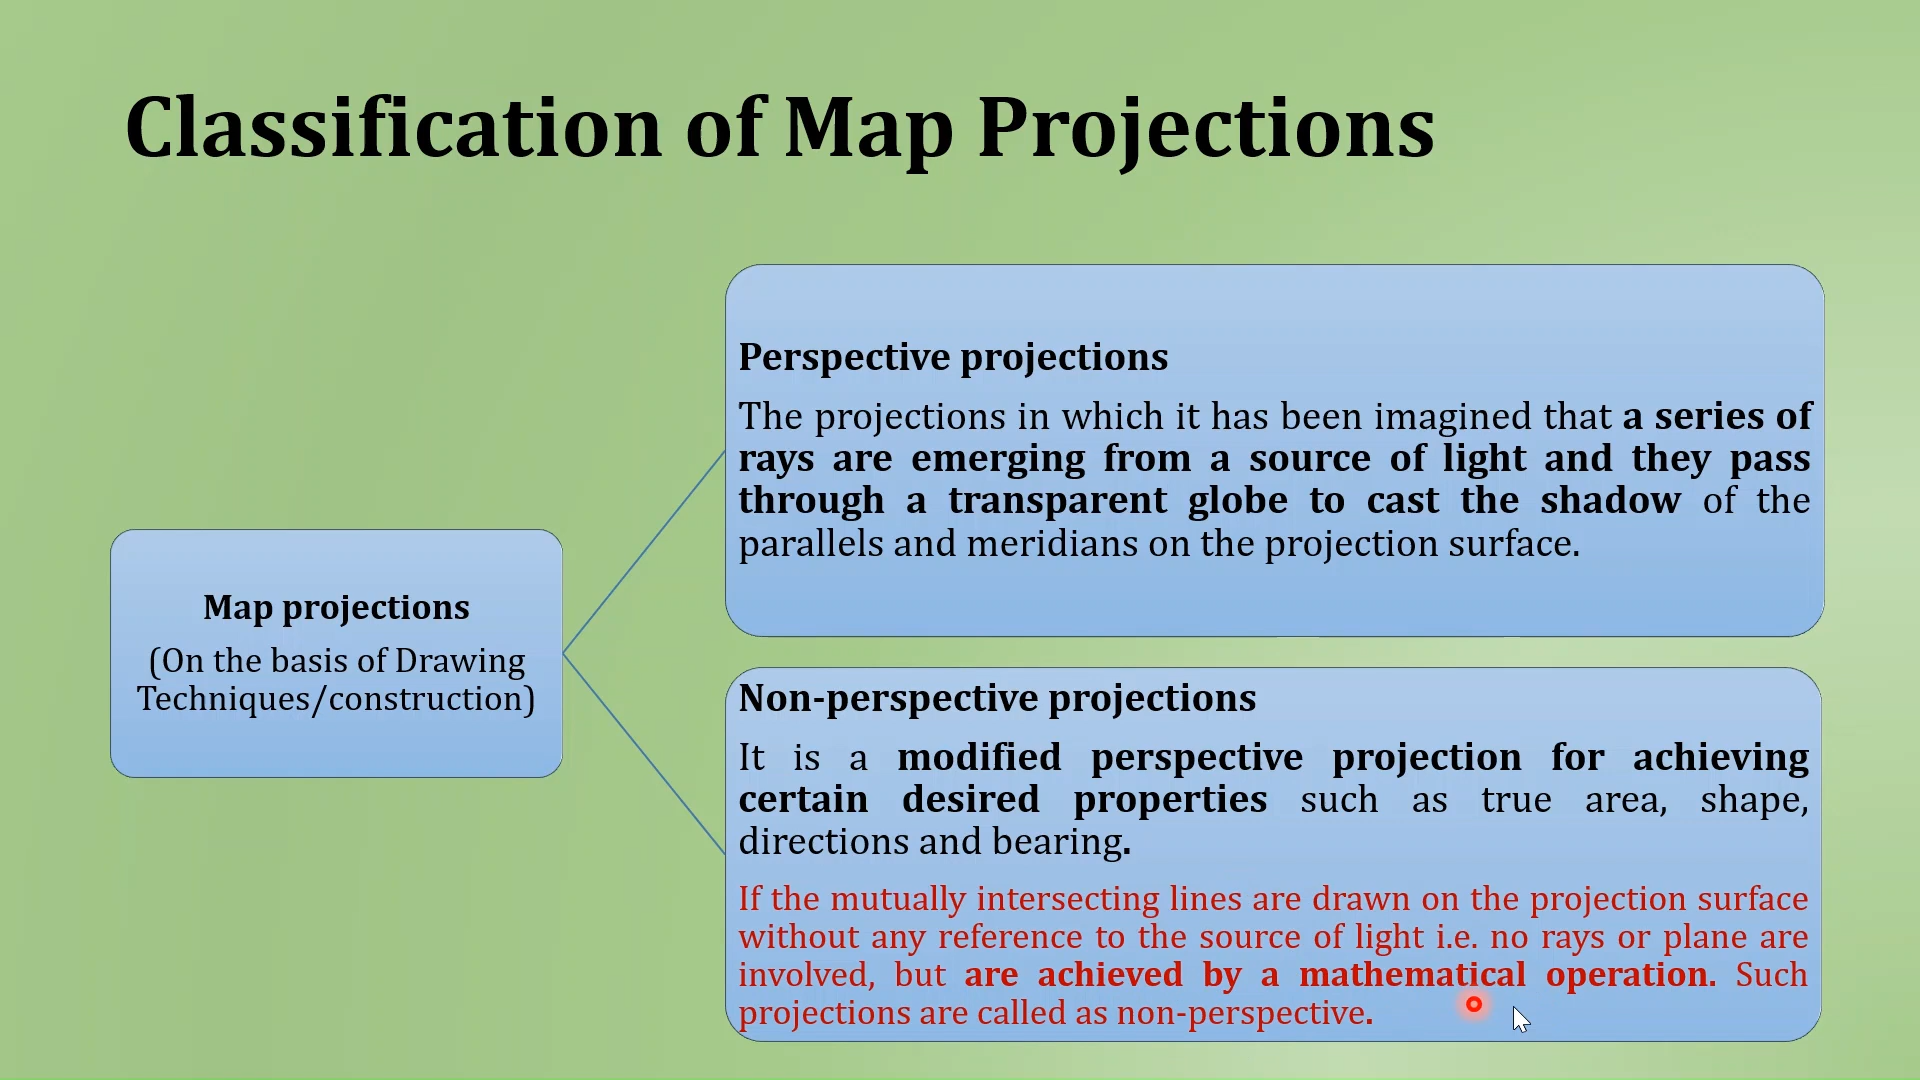 Classification of Map Projections
Map projections
(On the basis of Drawing
Techniques/construction)
Perspective projections
The projections in which it has been imagined that a series of
rays are emerging from a source of light and they pass
through a transparent globe to cast the shadow of the
parallels and meridians on the projection surface.
Non-perspective projections
It is a modified perspective projection for achieving
certain desired properties such as true area, shape,
directions and bearing.
If the mutually intersecting lines are drawn on the projection surface
without any reference to the source of light i.e. no rays or plane are
involved, but are achieved by a mathematical operation. Such
projections are called as non-perspective.